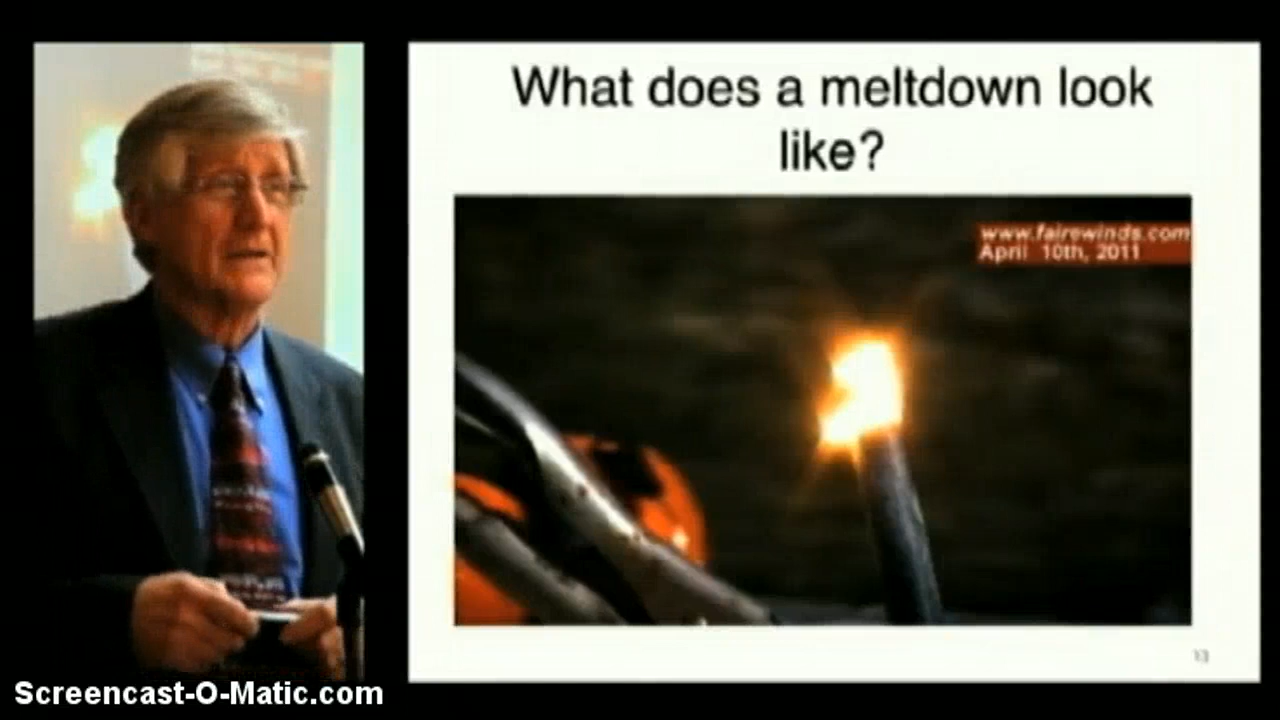 What does a meltdown look
like?
www.fairewinds.com
April 10th, 2011
13
Screencast-O-Matic.com